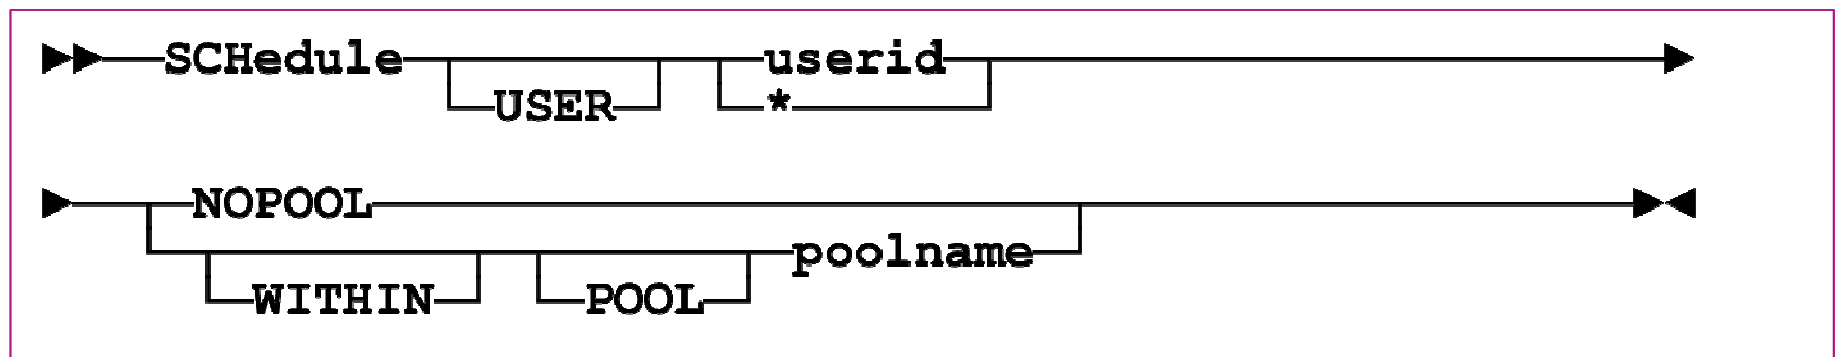 SCHedule userid
USER *
NOPOOL
poolname
WITHIN POOL